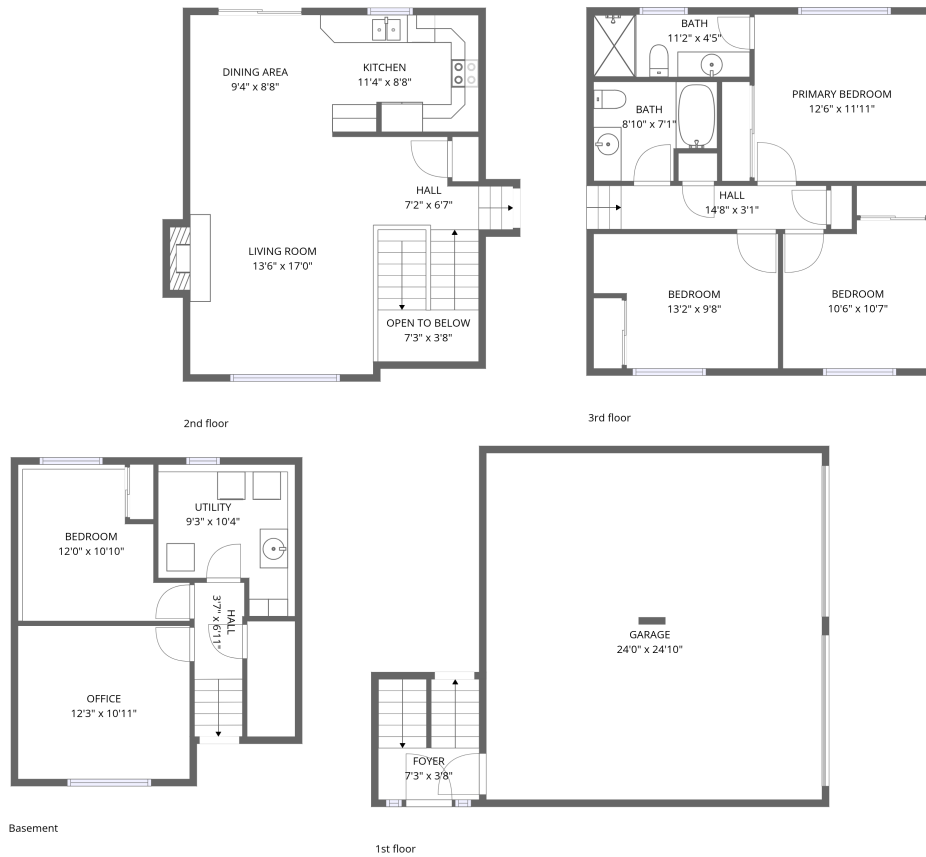 DINING AREA
9'4" x 8'8"
KITCHEN
11'4" x 8'8"
HALL
7'2" x 6'7"
LIVING ROOM
13'6" x 17'0"
OPEN TO BELOW
7'3" x 3'8"
2nd floor
BATH
11'2" x 4'5"
PRIMARY BEDROOM
12'6" x 11'11"
BATH
8'10" x 7'1"
HALL
14'8" x 3'1"
BEDROOM
13'2" x 9'8"
BEDROOM
10'6" x 10'7"
3rd floor
UTILITY
9'3" x 10'4"
BEDROOM
12'0" x 10'10"
HALL
3'7" x 6'11"
OFFICE
12'3" x 10'11"
Basement
GARAGE
24'0" x 24'10"
FOYER
7'3" x 3'8"
1st floor